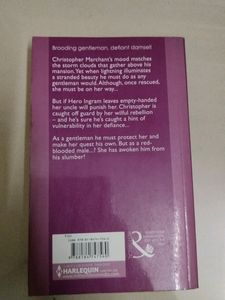 Brooding gentleman, defiant damsel!
Christopher Marchant's mood matches
the storm clouds that gather above his
mansion. Yet when lightning illuminates
a stranded beauty he must do as any
gentleman would. Although, once rescued,
she must be on her way...
But if Hero Ingram leaves empty-handed
her uncle will punish her. Christopher is
caught off guard by her wilful rebellion
– and he's sure he's caught a hint of
vulnerability in her defiance...
As a gentleman he must protect her and
make her quest his own. But as a red-
blooded male...? She has awoken him from
his slumber!
ISBN
HARLEQUIN